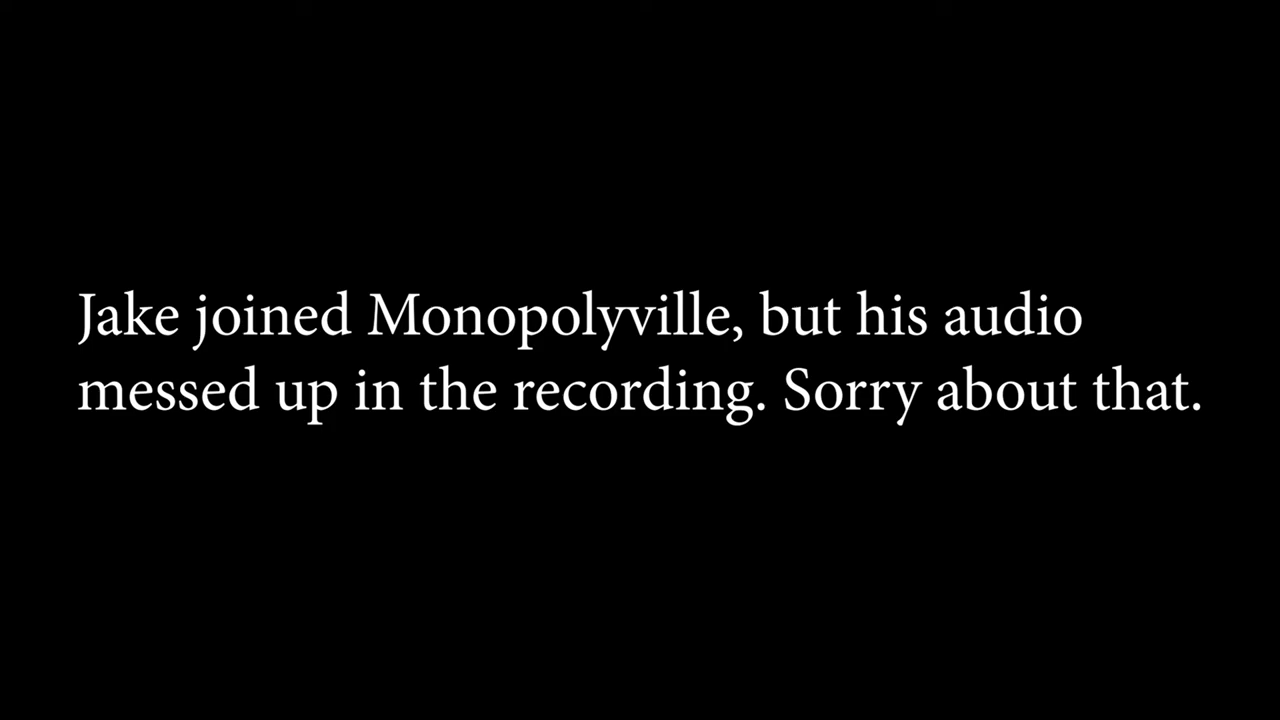 Jake joined Monopolyville, but his audio
messed up in the recording. Sorry about that.